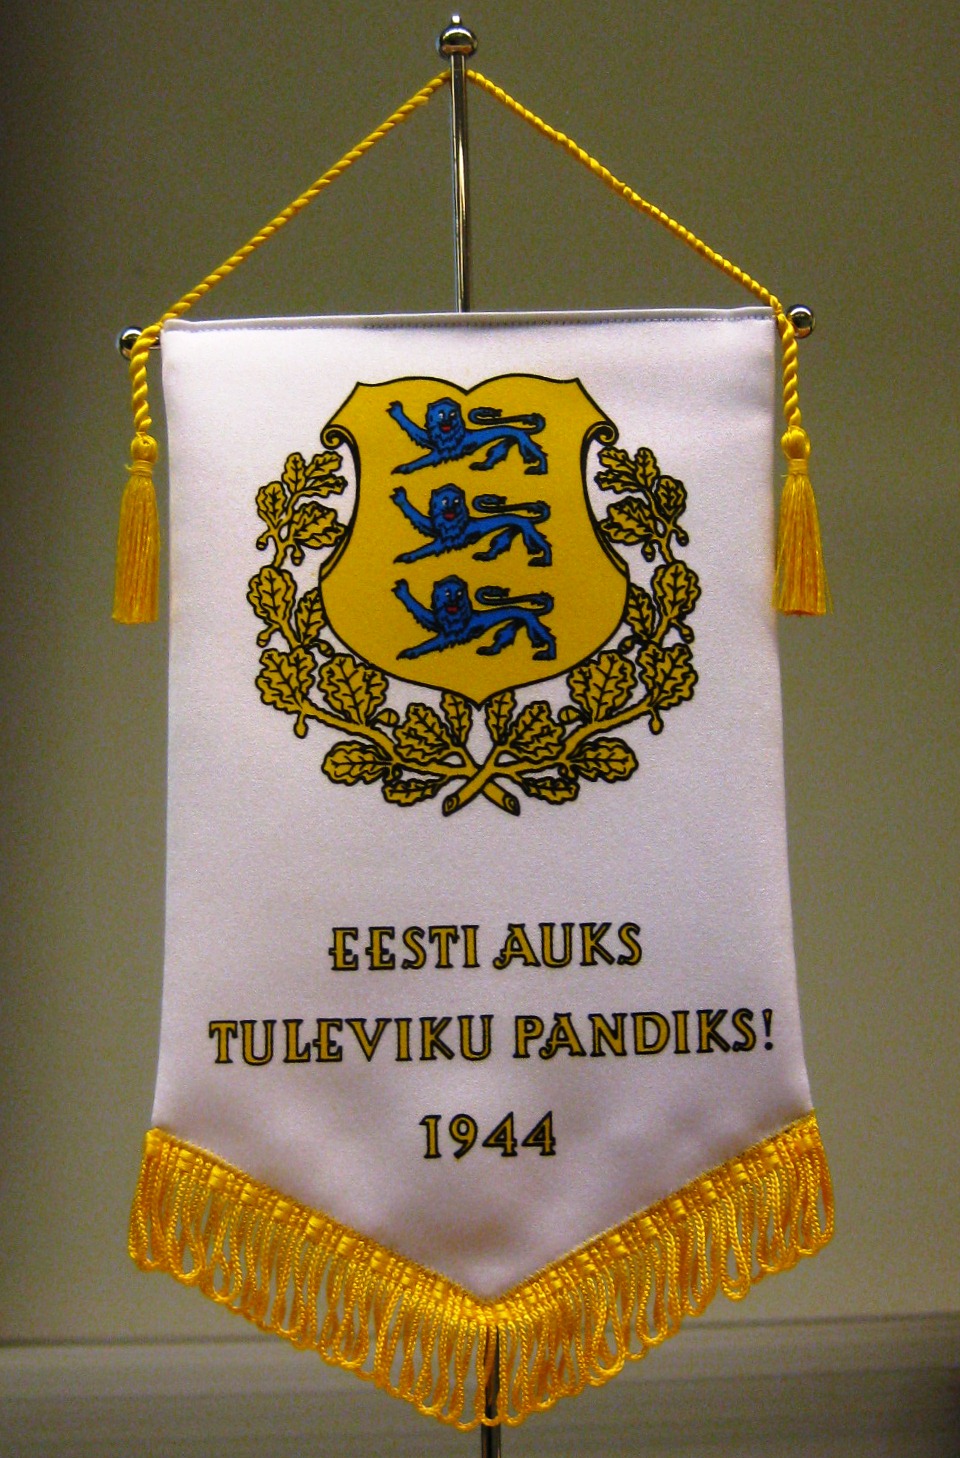 EESTI AUKS
TULEVIKU PANDIKS!
1944